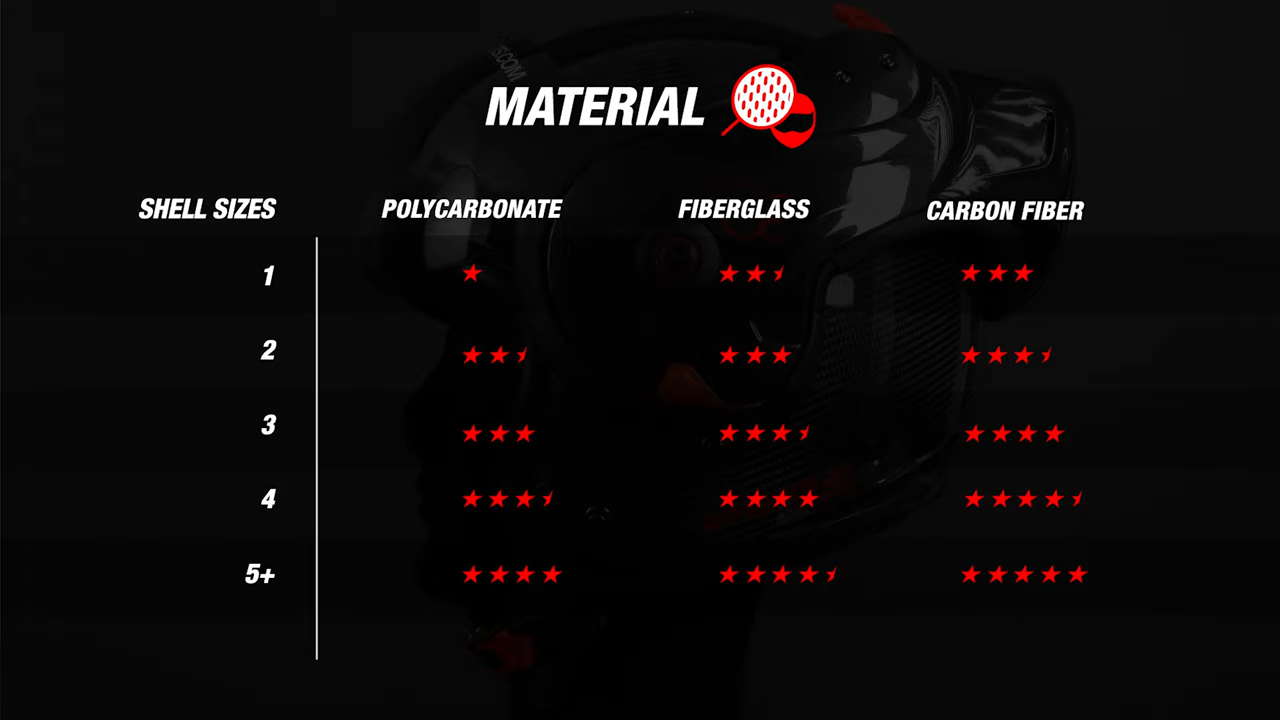 MATERIAL
SHELL SIZES POLYCARBONATE FIBERGLASS CARBON FIBER
1
2
3
4
5+